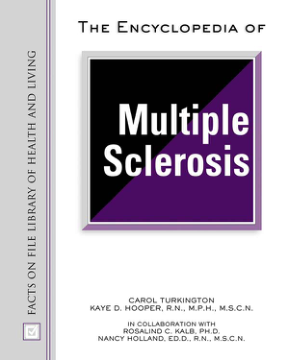 THE ENCYCLOPEDIA OF
Multiple
Sclerosis
CAROL TURKINGTON
KAYE D. HOOPER, R.N., M.P.H., M.S.C.N.
IN COLLABORATION WITH
ROSALIND C. KALB, PH.D.
NANCY HOLLAND, ED.D., R.N., M.S.C.N.
FACTS ON FILE LIBRARY OF HEALTH AND LIVING